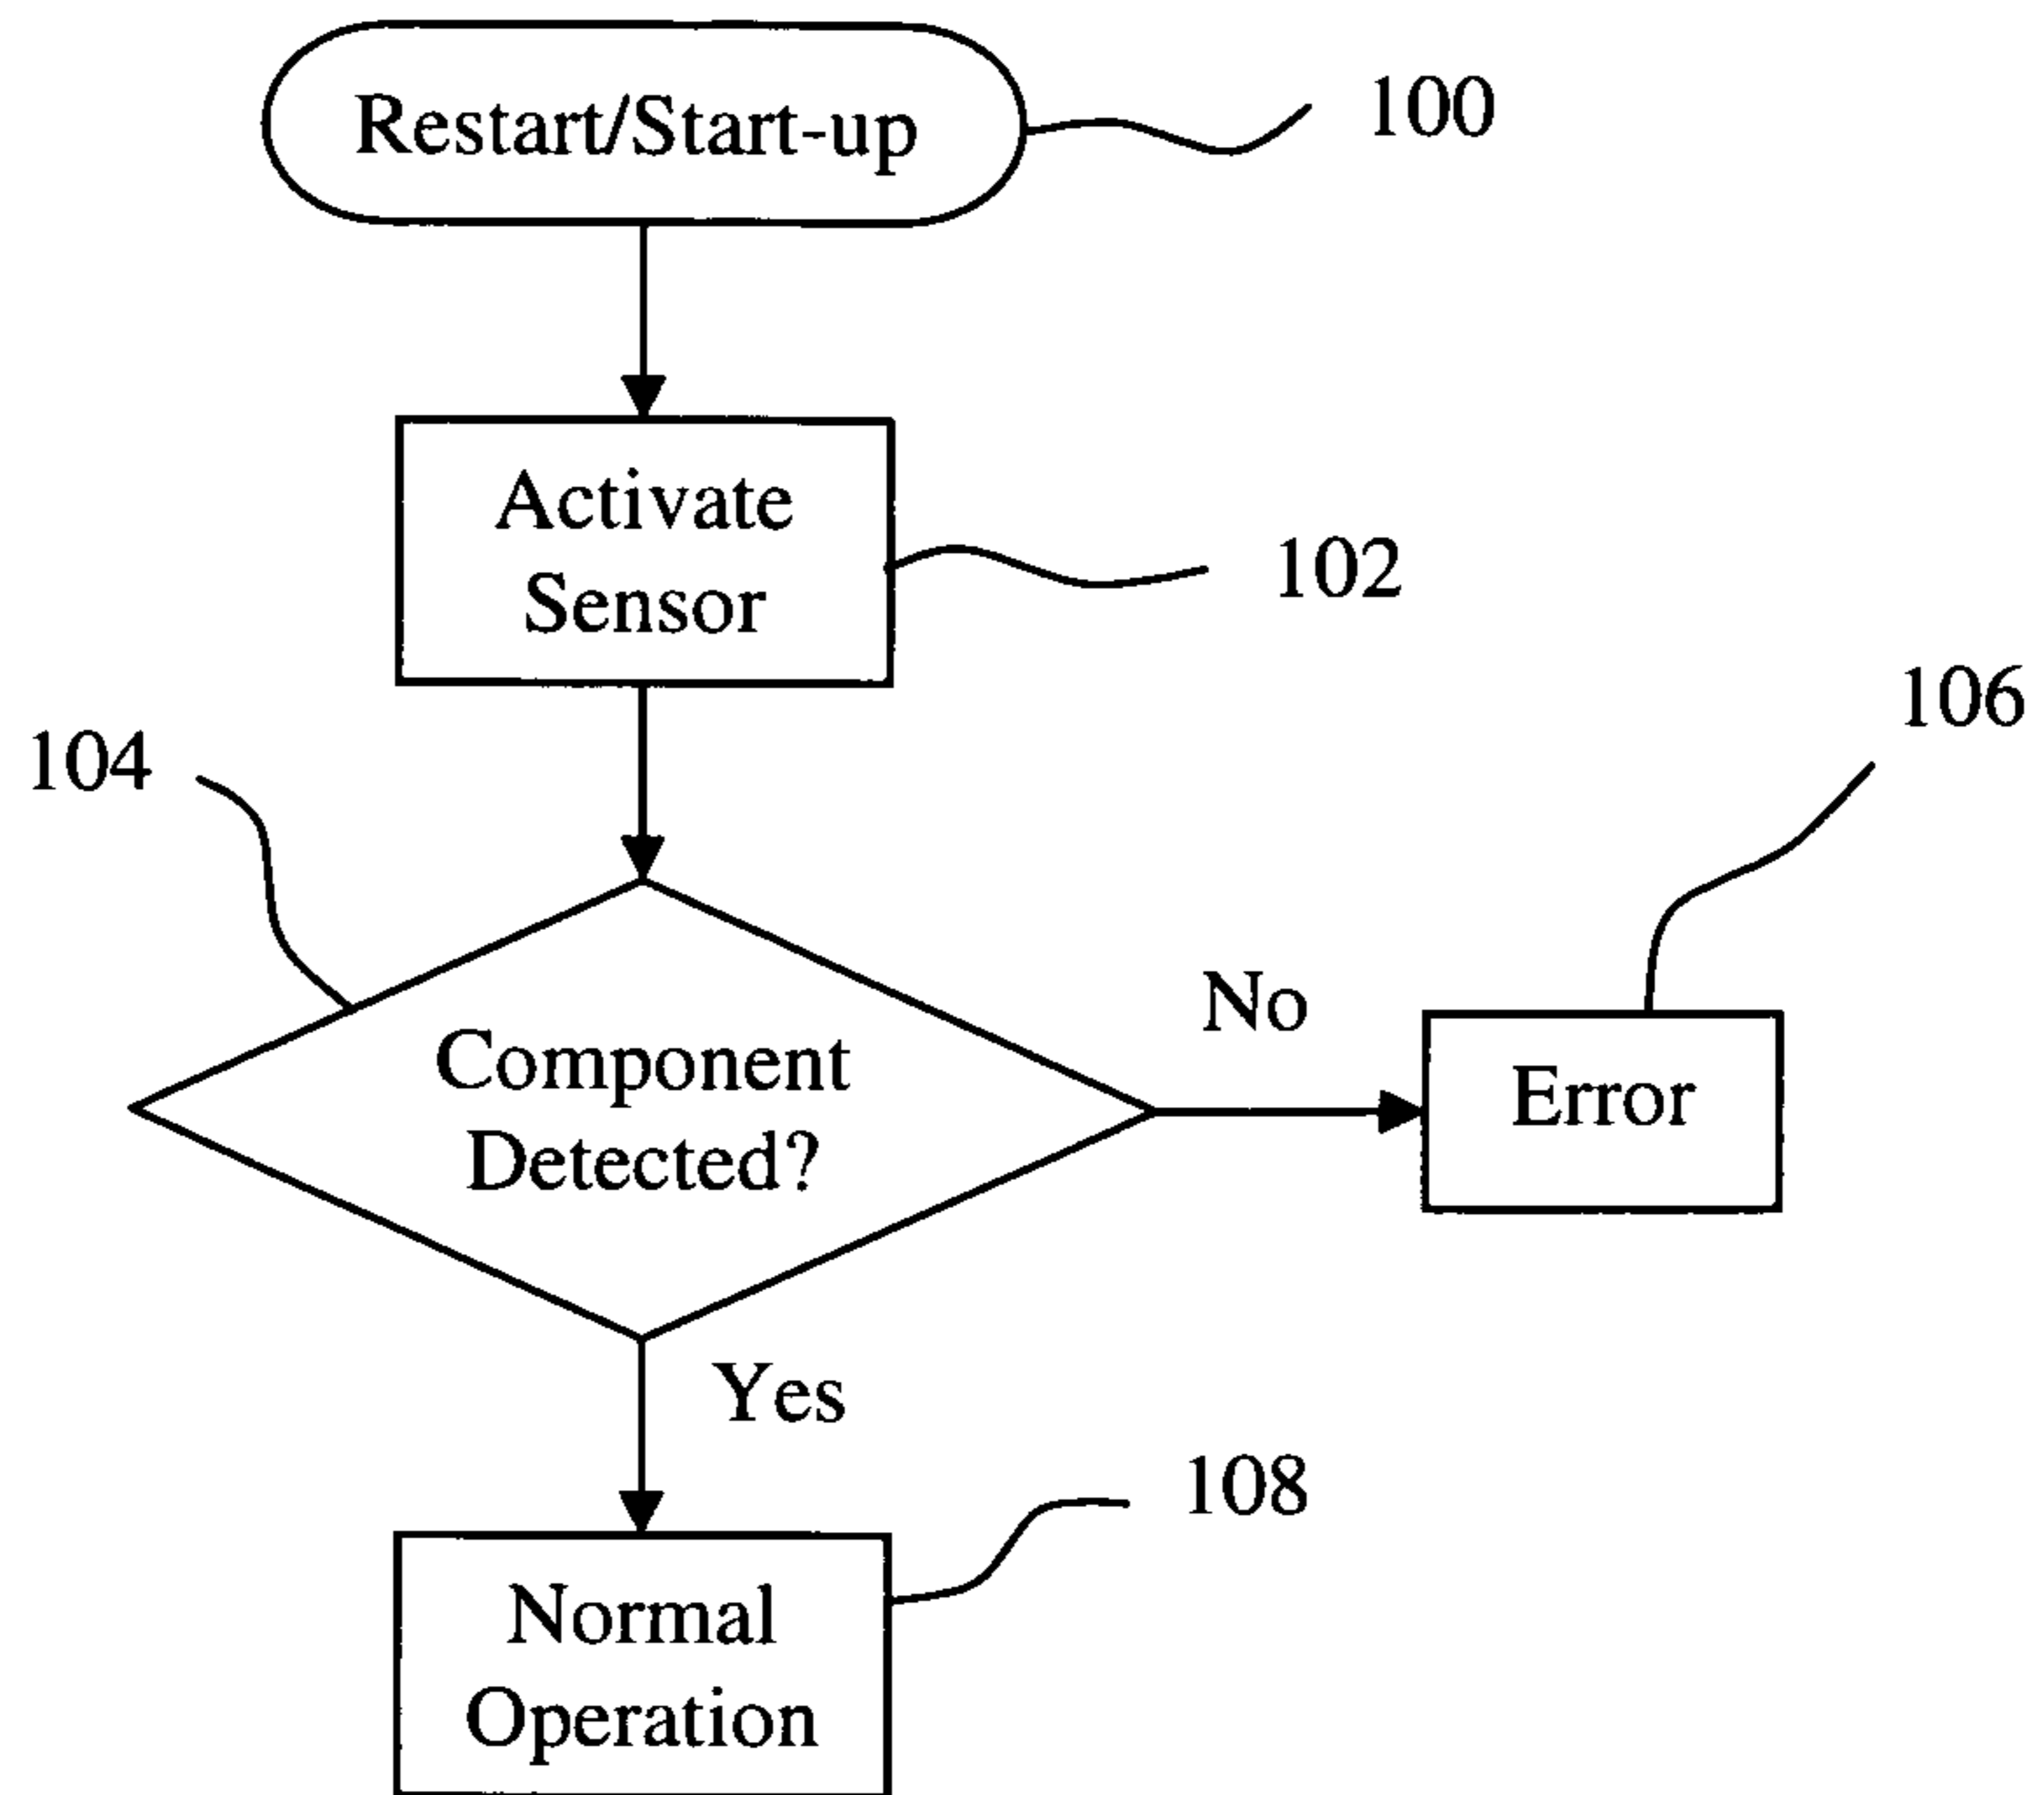 Restart/Start-up
100
Activate
Sensor
102
106
104
No
Component
Detected?
Error
Yes
108
Normal
Operation